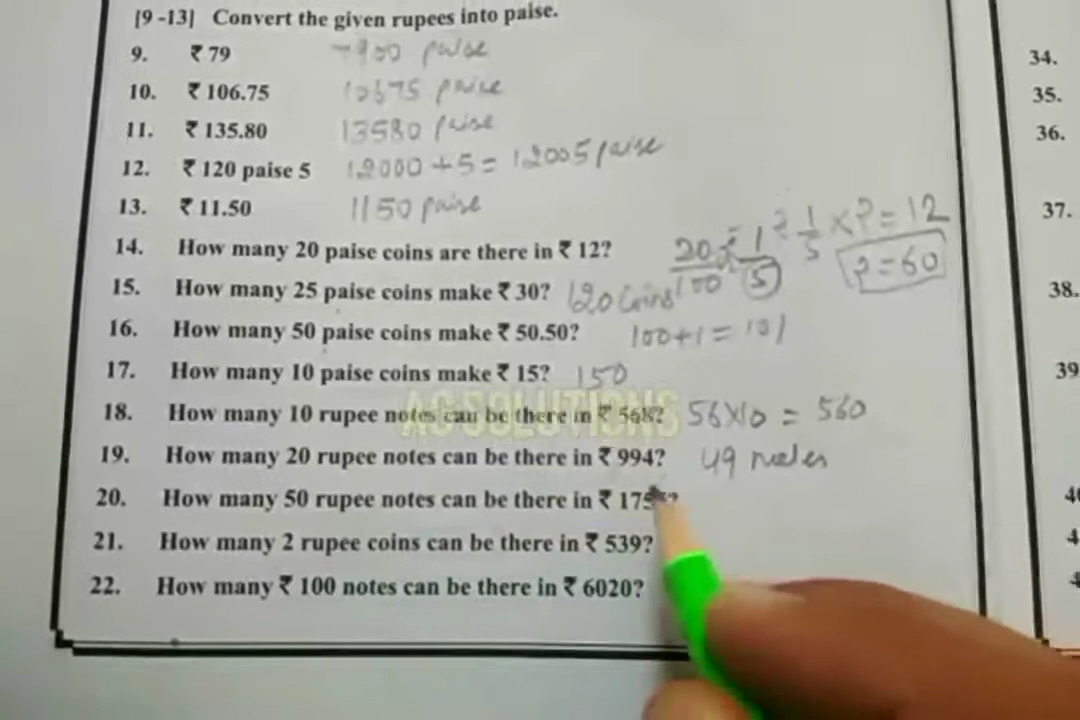 [9 -13] Convert the given rupees into paise.
9. ₹ 79 7900 paise
10. ₹ 106.75 10675 paise
11. ₹ 135.80 13580 paise
12. ₹ 120 paise 5 12000 + 5 = 12005 paise
13. ₹ 11.50 1150 paise
14. How many 20 paise coins are there in ₹ 12? 20/100 = 1/5 1/5 × ? = 12
? = 60
15. How many 25 paise coins make ₹ 30? 120 coins
16. How many 50 paise coins make ₹ 50.50? 100+1 = 101
17. How many 10 paise coins make ₹ 15? 150
AG SOLUTIONS
18. How many 10 rupee notes can be there in ₹ 568? 56×10 = 560
19. How many 20 rupee notes can be there in ₹ 994? 49 notes
20. How many 50 rupee notes can be there in ₹
21. How many 2 rupee coins can be there in ₹ 539?
22. How many ₹ 100 notes can be there in ₹ 6020?
34.
35.
36.
37.
38.
39